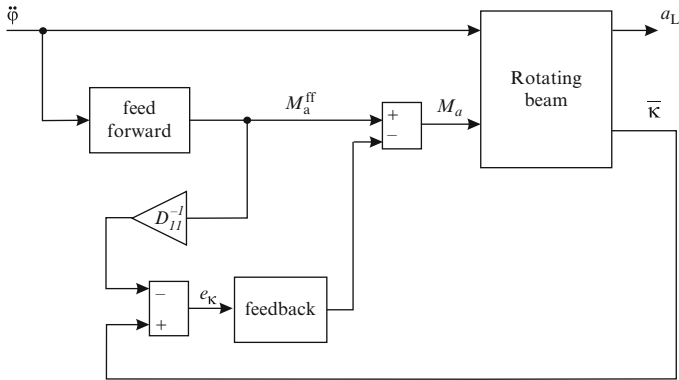 φ̈
a_L
Rotating
beam
feed
forward
M_a^ff
+
−
M_a
κ̄
D_11^−1
−
+
e_κ
feedback